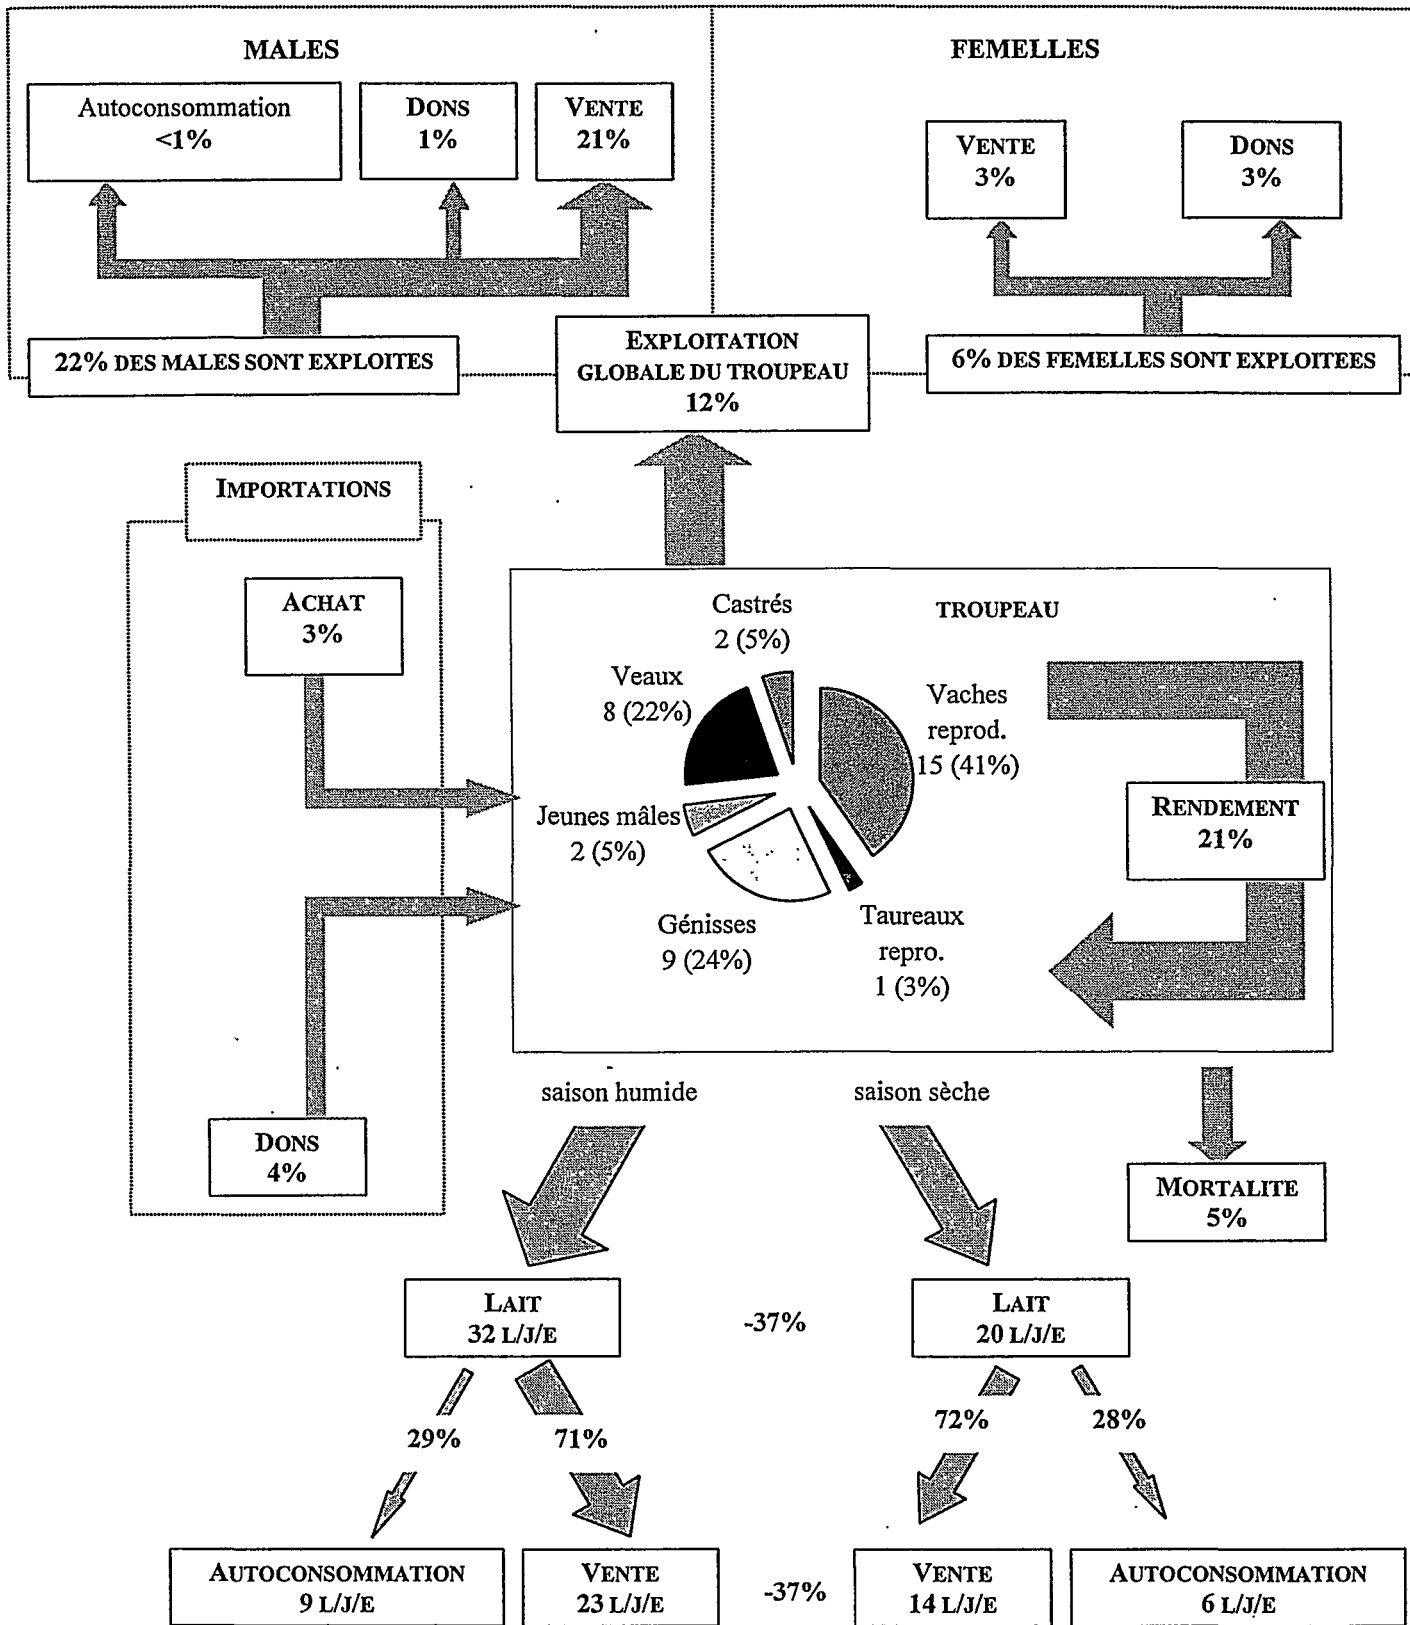 MALES
FEMELLES
Autoconsommation
<1%
DONS
1%
VENTE
21%
VENTE
3%
DONS
3%
22% DES MALES SONT EXPLOITES
EXPLOITATION
GLOBALE DU TROUPEAU
12%
6% DES FEMELLES SONT EXPLOITEES
IMPORTATIONS
ACHAT
3%
DONS
4%
TROUPEAU
Castrés
2 (5%)
Veaux
8 (22%)
Vaches
reprod.
15 (41%)
Jeunes mâles
2 (5%)
Génisses
9 (24%)
Taureaux
repro.
1 (3%)
RENDEMENT
21%
saison humide
saison sèche
MORTALITE
5%
LAIT
32 L/J/E
-37%
LAIT
20 L/J/E
29%
71%
72%
28%
AUTOCONSOMMATION
9 L/J/E
VENTE
23 L/J/E
-37%
VENTE
14 L/J/E
AUTOCONSOMMATION
6 L/J/E